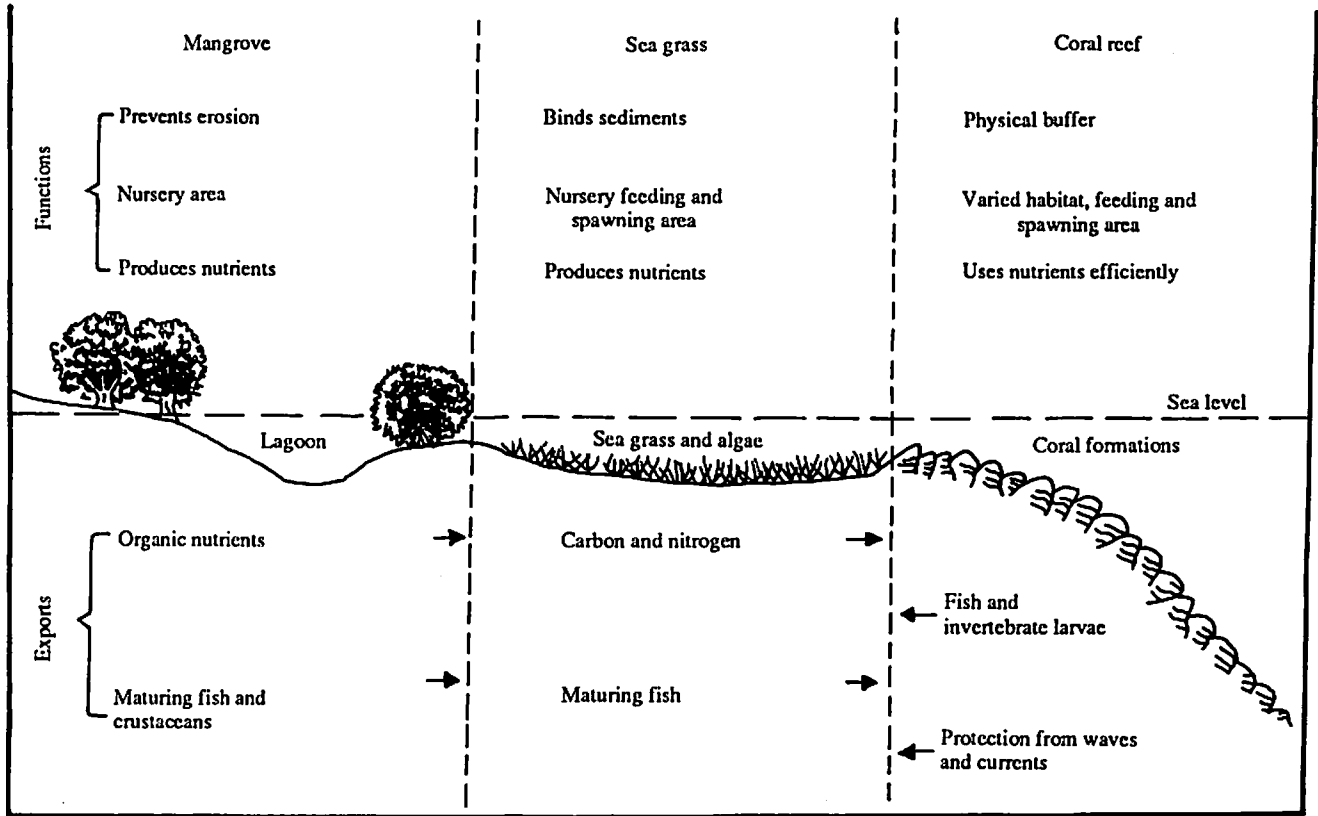 Mangrove
Sea grass
Coral reef
Functions
Prevents erosion
Binds sediments
Physical buffer
Nursery area
Nursery feeding and
spawning area
Varied habitat, feeding and
spawning area
Produces nutrients
Produces nutrients
Uses nutrients efficiently
Sea level
Lagoon
Sea grass and algae
Coral formations
Exports
Organic nutrients
Carbon and nitrogen
Fish and
invertebrate larvae
Maturing fish and
crustaceans
Maturing fish
Protection from waves
and currents